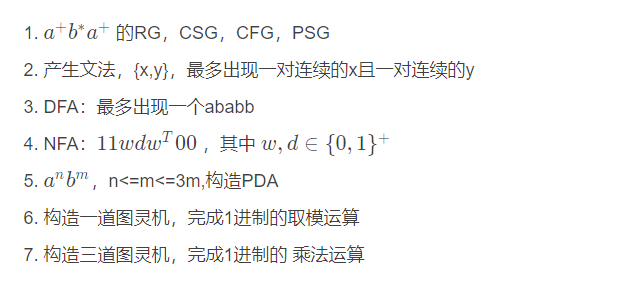 1. a⁺b*a⁺ 的RG，CSG，CFG，PSG
2. 产生文法，{x,y}，最多出现一对连续的x且一对连续的y
3. DFA：最多出现一个ababb
4. NFA：11wdwᵀ00 ，其中 w, d ∈ {0, 1}⁺
5. aⁿbᵐ，n<=m<=3m,构造PDA
6. 构造一道图灵机，完成1进制的取模运算
7. 构造三道图灵机，完成1进制的 乘法运算